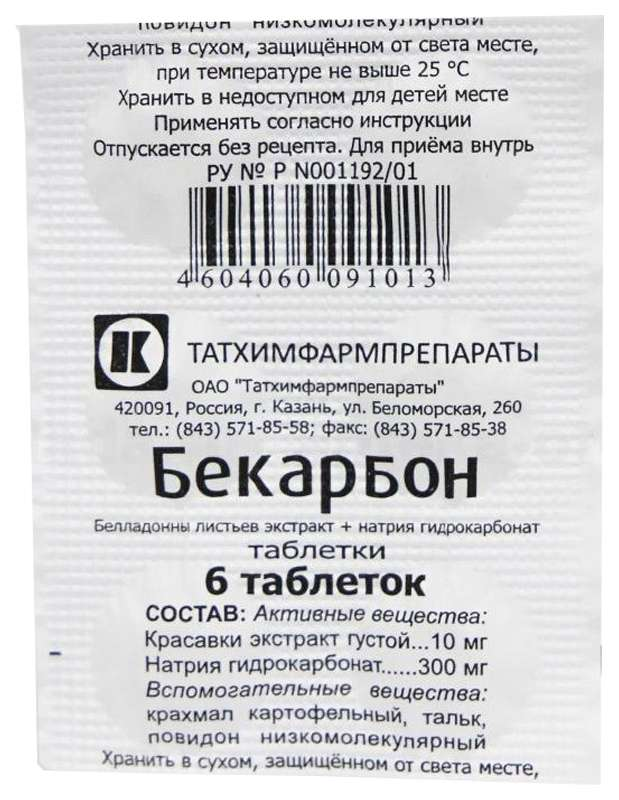 повидон низкомолекулярный
Хранить в сухом, защищённом от света месте,
при температуре не выше 25 °C
Хранить в недоступном для детей месте
Применять согласно инструкции
Отпускается без рецепта. Для приёма внутрь
РУ № Р N001192/01
4 604060 091013
К ТАТХИМФАРМПРЕПАРАТЫ
ОАО "Татхимфармпрепараты"
420091, Россия, г. Казань, ул. Беломорская, 260
тел.: (843) 571-85-58; факс: (843) 571-85-38
Бекарбон
Белладонны листьев экстракт + натрия гидрокарбонат
таблетки
6 таблеток
СОСТАВ: Активные вещества:
Красавки экстракт густой...10 мг
Натрия гидрокарбонат......300 мг
Вспомогательные вещества:
крахмал картофельный, тальк,
повидон низкомолекулярный
Хранить в сухом, защищённом от света месте,